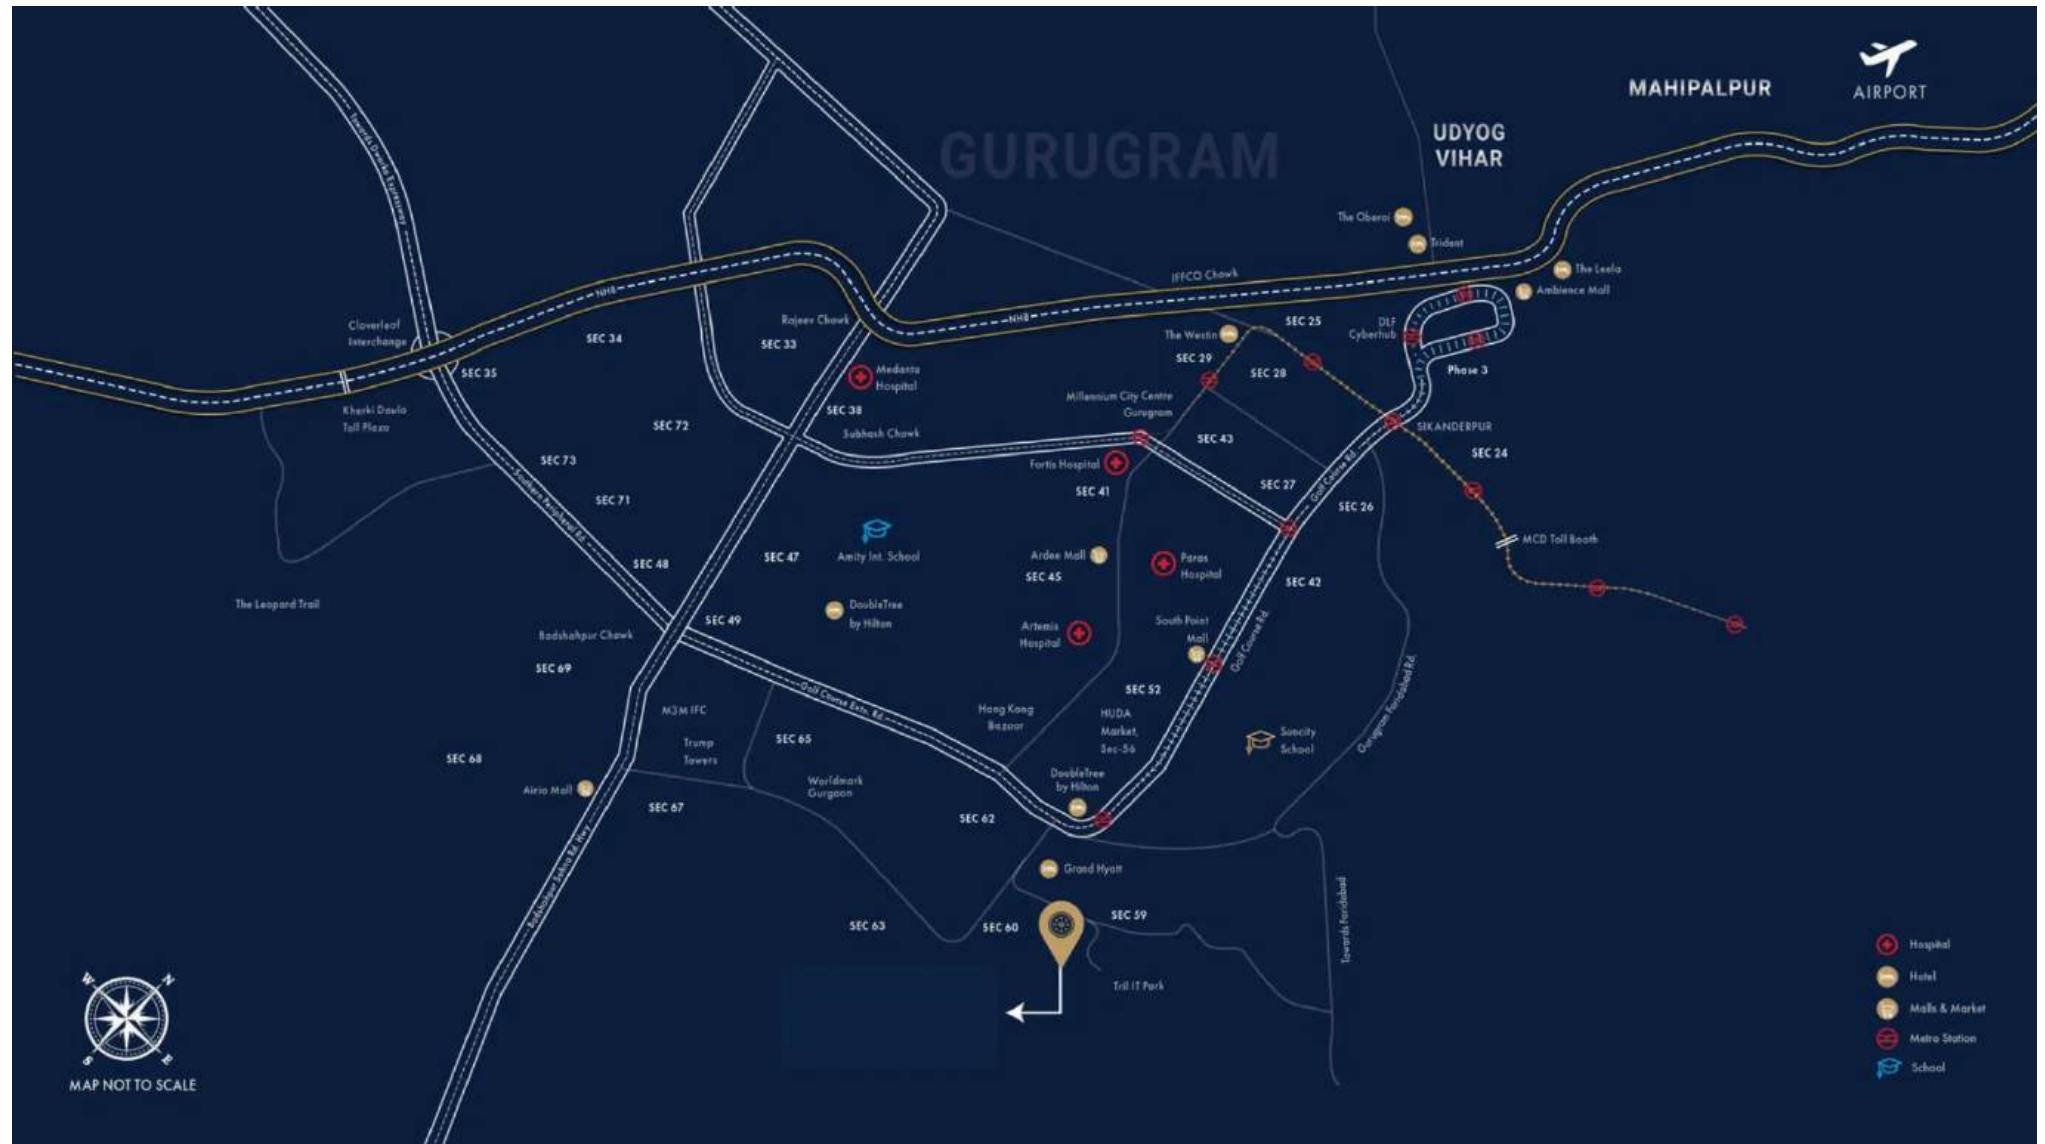 MAHIPALPUR
AIRPORT
UDYOG
VIHAR
GURUGRAM
Towards Dwarka Expressway
The Oberoi
Trident
The Leela
Ambience Mall
IFFCO Chowk
NH8
NH8
Cloverleaf
Interchange
SEC 34
Rajeev Chowk
SEC 33
SEC 25
DLF
Cyberhub
The Westin
SEC 29
SEC 28
Phase 3
SEC 35
Medanta
Hospital
Millennium City Centre
Gurugram
Kherki Daula
Toll Plaza
SEC 38
SEC 72
Subhash Chowk
SEC 43
SIKANDERPUR
SEC 24
SEC 73
Fortis Hospital
Golf Course Rd.
SEC 71
SEC 41
SEC 27
SEC 26
Southern Peripheral Rd.
MCD Toll Booth
SEC 48
SEC 47
Amity Int. School
Ardee Mall
SEC 45
Paras
Hospital
SEC 42
The Leopard Trail
SEC 49
DoubleTree
by Hilton
Artemis
Hospital
South Point
Mall
Golf Course Rd.
Badshahpur Chowk
SEC 69
Golf Course Extn. Rd.
SEC 52
Gurugram Faridabad Rd.
M3M IFC
Hong Kong
Bazaar
HUDA
Market,
Sec-56
Suncity
School
Trump
Towers
SEC 65
SEC 68
Airia Mall
Worldmark
Gurgaon
DoubleTree
by Hilton
SEC 67
SEC 62
Badshahpur Sohna Rd. Hwy
Grand Hyatt
SEC 63
SEC 60
SEC 59
Towards Faridabad
Tril IT Park
W
N
S
E
MAP NOT TO SCALE
Hospital
Hotel
Malls & Market
Metro Station
School